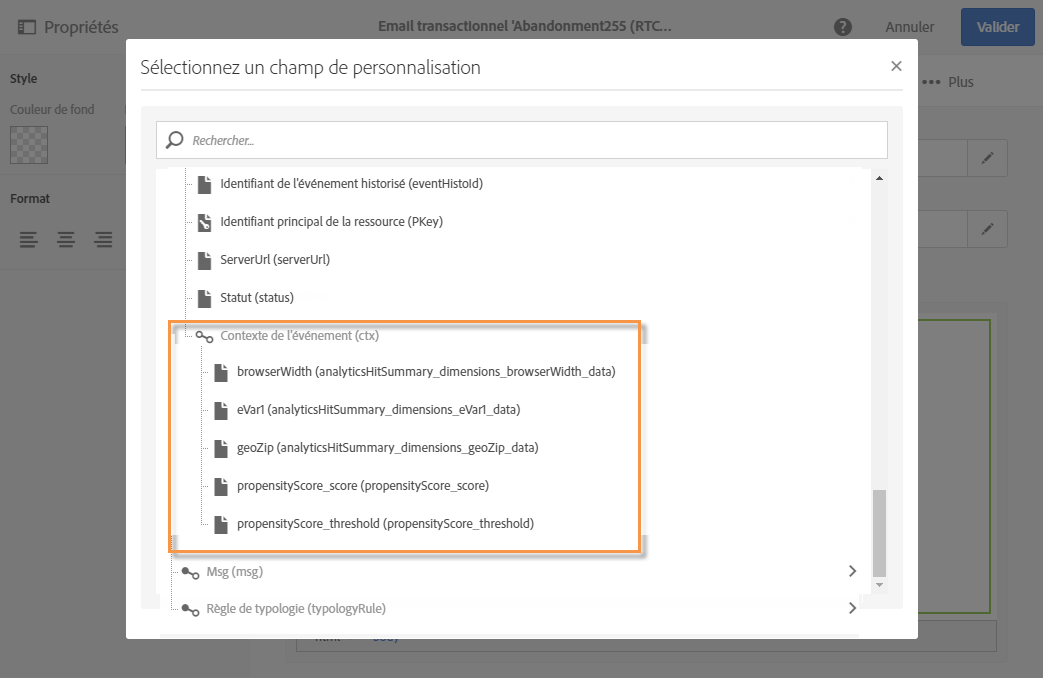 Propriétés
Email transactionnel 'Abandonment255 (RTC...
?
Annuler
Valider
Style
Couleur de fond
Plus
Format
Sélectionnez un champ de personnalisation
Rechercher...
Identifiant de l'événement historisé (eventHistoId)
Identifiant principal de la ressource (PKey)
ServerUrl (serverUrl)
Statut (status)
Contexte de l'événement (ctx)
browserWidth (analyticsHitSummary_dimensions_browserWidth_data)
eVar1 (analyticsHitSummary_dimensions_eVar1_data)
geoZip (analyticsHitSummary_dimensions_geoZip_data)
propensityScore_score (propensityScore_score)
propensityScore_threshold (propensityScore_threshold)
Msg (msg)
Règle de typologie (typologyRule)